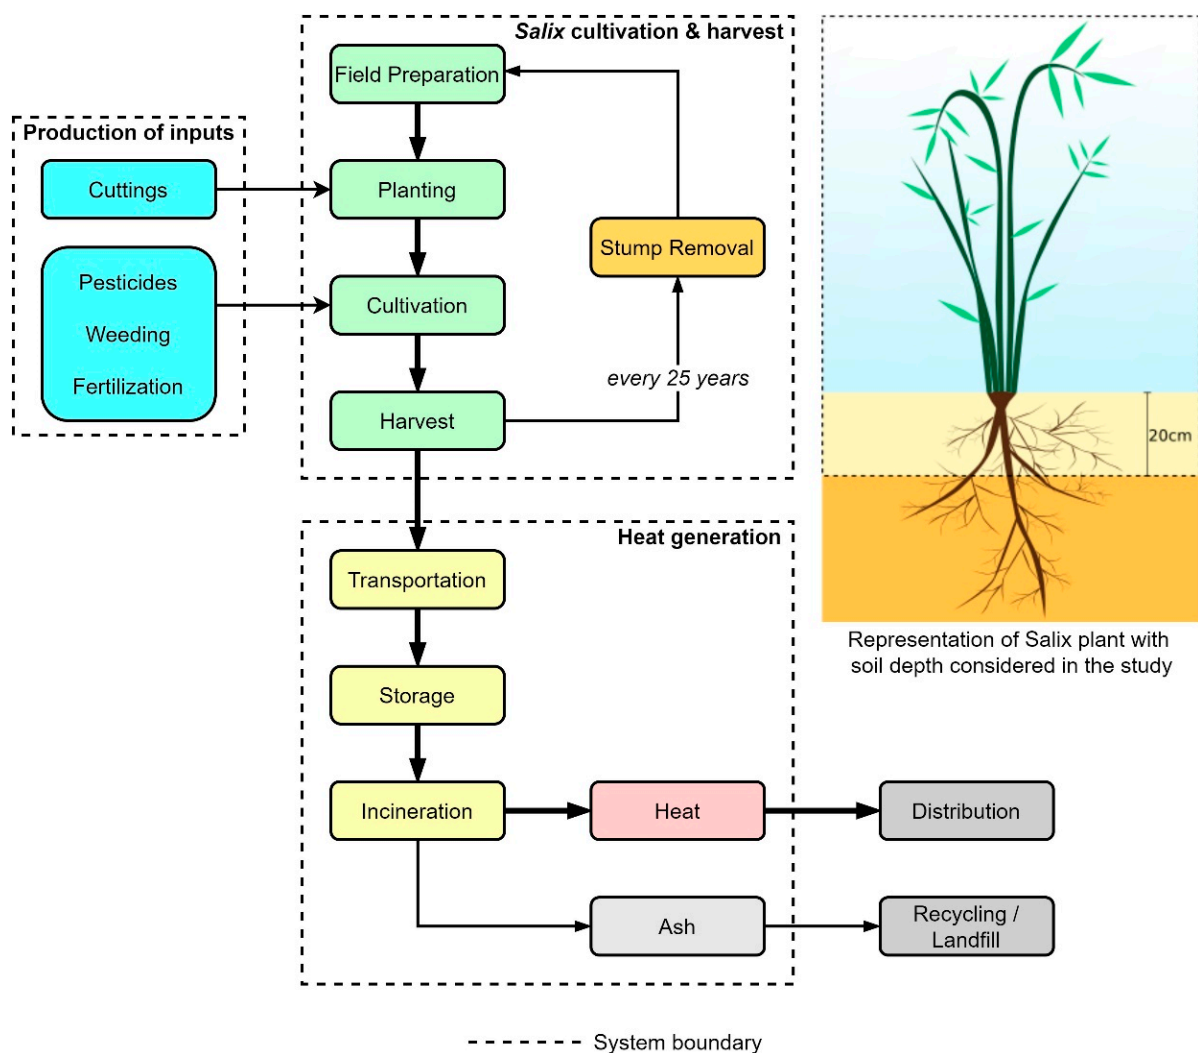 Production of inputs
Cuttings
Pesticides
Weeding
Fertilization
Salix cultivation & harvest
Field Preparation
Planting
Cultivation
Harvest
Stump Removal
every 25 years
Heat generation
Transportation
Storage
Incineration
Heat
Distribution
Ash
Recycling /
Landfill
20cm
Representation of Salix plant with
soil depth considered in the study
System boundary